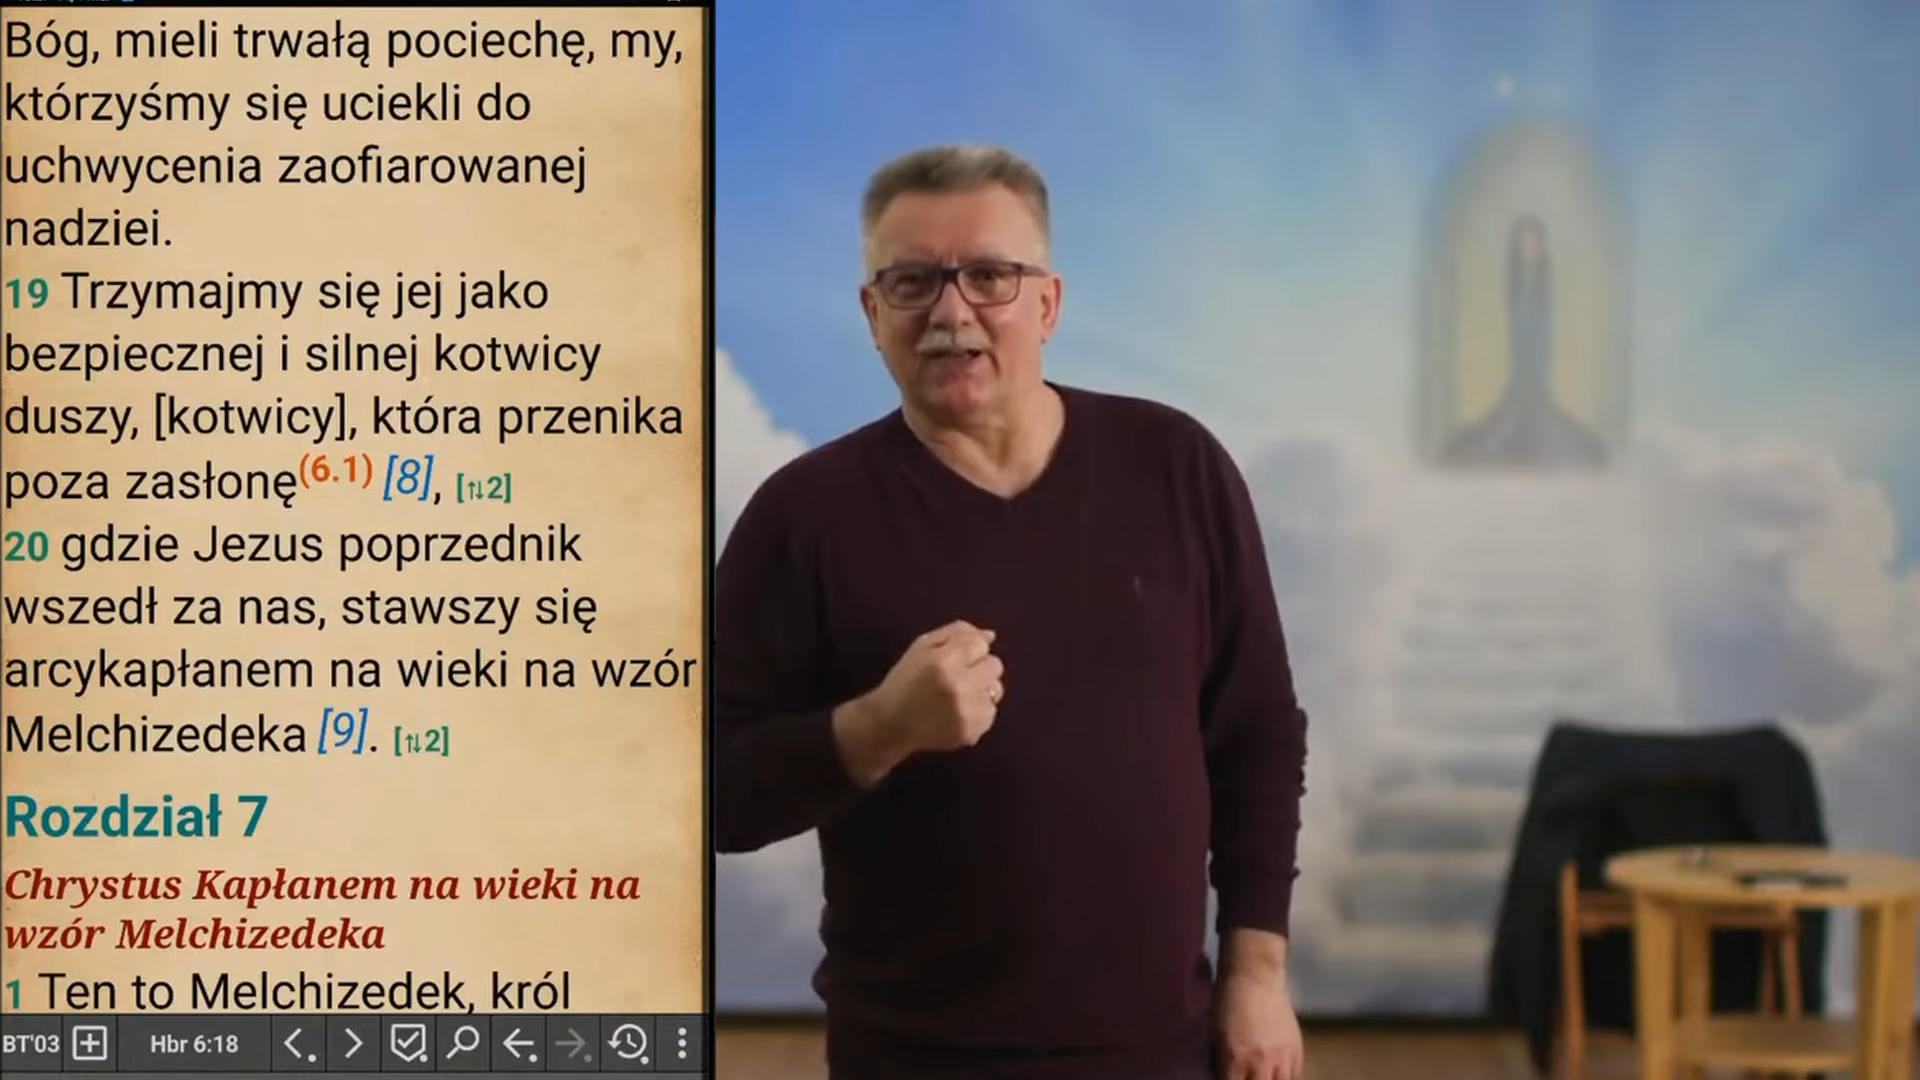 Bóg, mieli trwałą pociechę, my,
którzyśmy się uciekli do
uchwycenia zaofiarowanej
nadziei.
19 Trzymajmy się jej jako
bezpiecznej i silnej kotwicy
duszy, [kotwicy], która przenika
poza zasłonę(6.1) [8], [⇅2]
20 gdzie Jezus poprzednik
wszedł za nas, stawszy się
arcykapłanem na wieki na wzór
Melchizedeka [9]. [⇅2]
Rozdział 7
Chrystus Kapłanem na wieki na
wzór Melchizedeka
1 Ten to Melchizedek, król
BT'03 Hbr 6:18